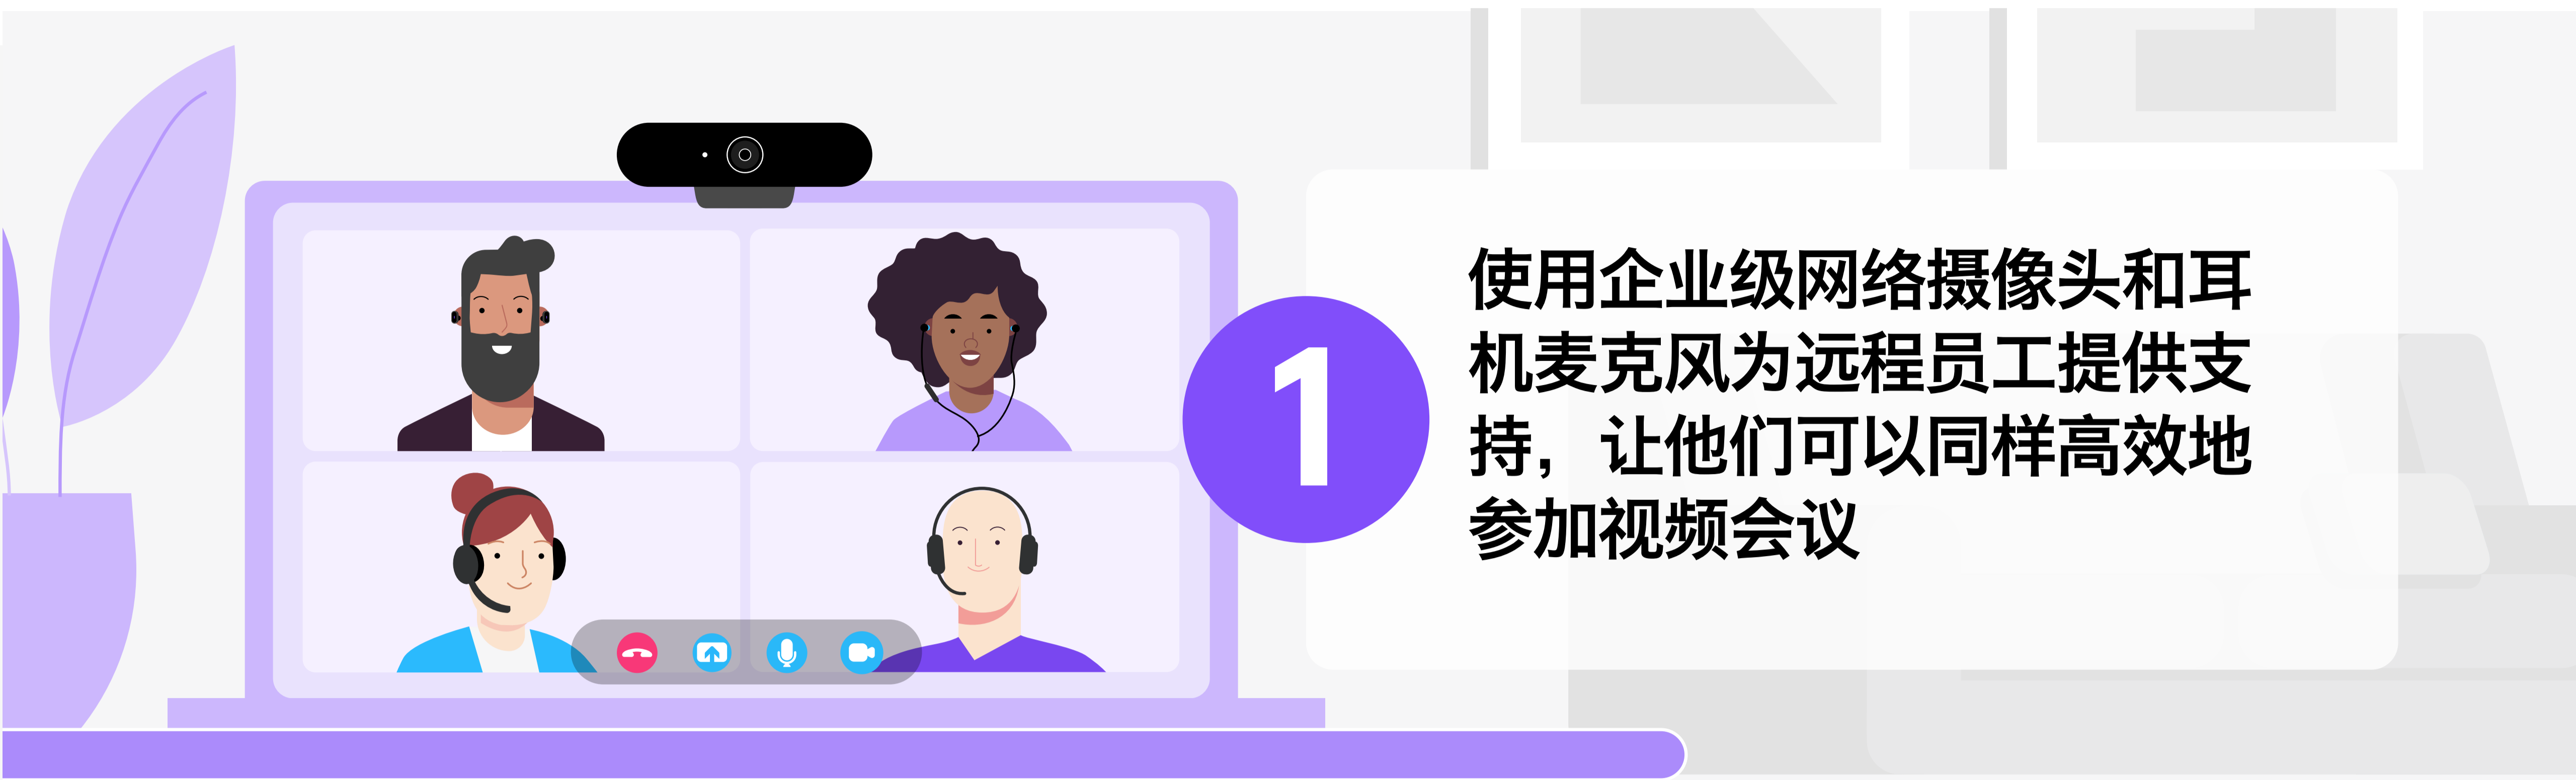 1
使用企业级网络摄像头和耳
机麦克风为远程员工提供支
持，让他们可以同样高效地
参加视频会议